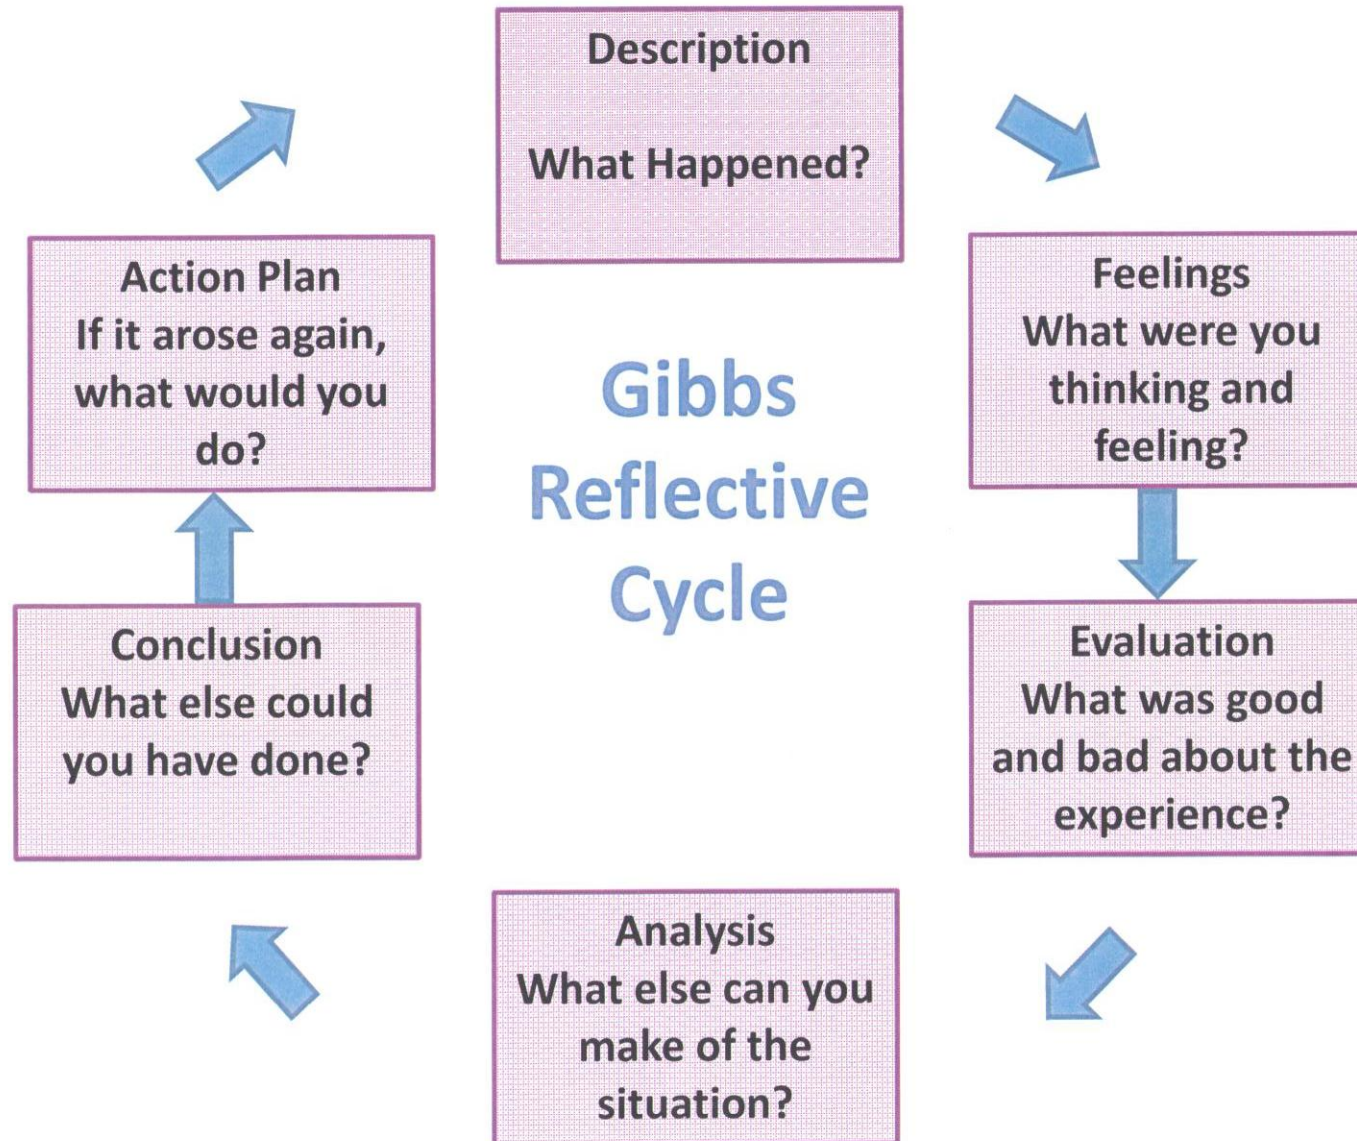 Description
What Happened?
Feelings
What were you
thinking and
feeling?
Evaluation
What was good
and bad about the
experience?
Analysis
What else can you
make of the
situation?
Conclusion
What else could
you have done?
Action Plan
If it arose again,
what would you
do?
Gibbs
Reflective
Cycle